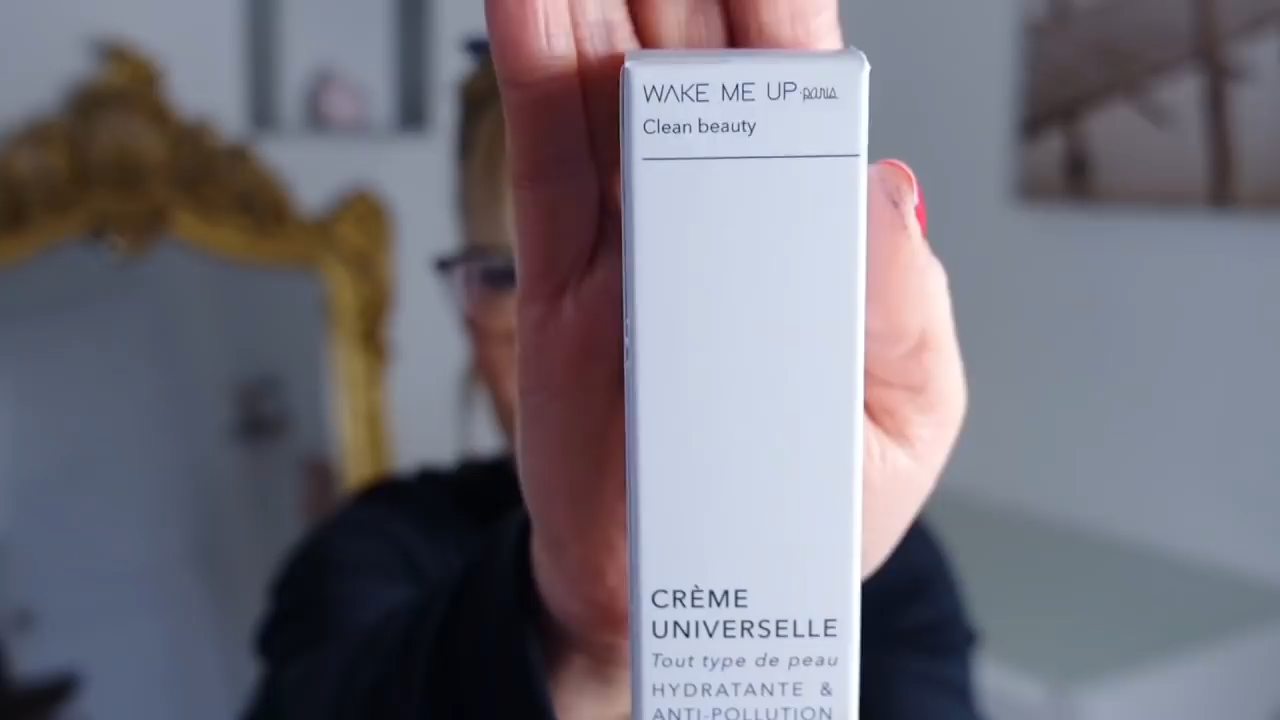 WAKE ME UP·paris
Clean beauty
CRÈME
UNIVERSELLE
Tout type de peau
HYDRATANTE &
ANTI-POLLUTION